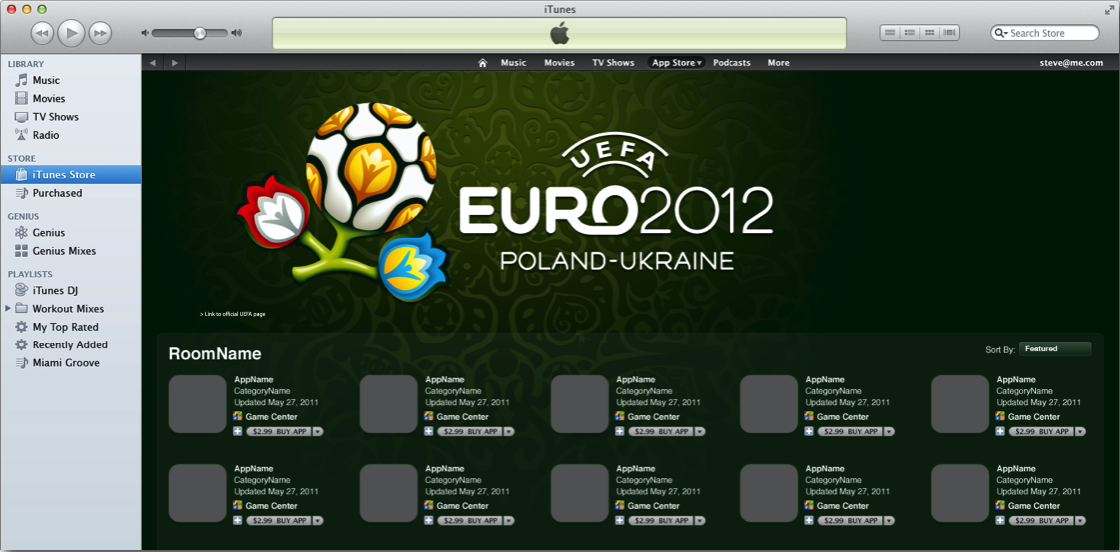 iTunes
Search Store
LIBRARY
Music
Movies
TV Shows
Radio
STORE
iTunes Store
Purchased
GENIUS
Genius
Genius Mixes
PLAYLISTS
iTunes DJ
Workout Mixes
My Top Rated
Recently Added
Miami Groove
Music Movies TV Shows App Store Podcasts More steve@me.com
UEFA
EURO2012
POLAND-UKRAINE
> Link to official UEFA page
RoomName
Sort By: Featured
AppName AppName AppName AppName AppName
CategoryName CategoryName CategoryName CategoryName CategoryName
Updated May 27, 2011 Updated May 27, 2011 Updated May 27, 2011 Updated May 27, 2011 Updated May 27, 2011
Game Center Game Center Game Center Game Center Game Center
$2.99 BUY APP $2.99 BUY APP $2.99 BUY APP $2.99 BUY APP $2.99 BUY APP
AppName AppName AppName AppName AppName
CategoryName CategoryName CategoryName CategoryName CategoryName
Updated May 27, 2011 Updated May 27, 2011 Updated May 27, 2011 Updated May 27, 2011 Updated May 27, 2011
Game Center Game Center Game Center Game Center Game Center
$2.99 BUY APP $2.99 BUY APP $2.99 BUY APP $2.99 BUY APP $2.99 BUY APP